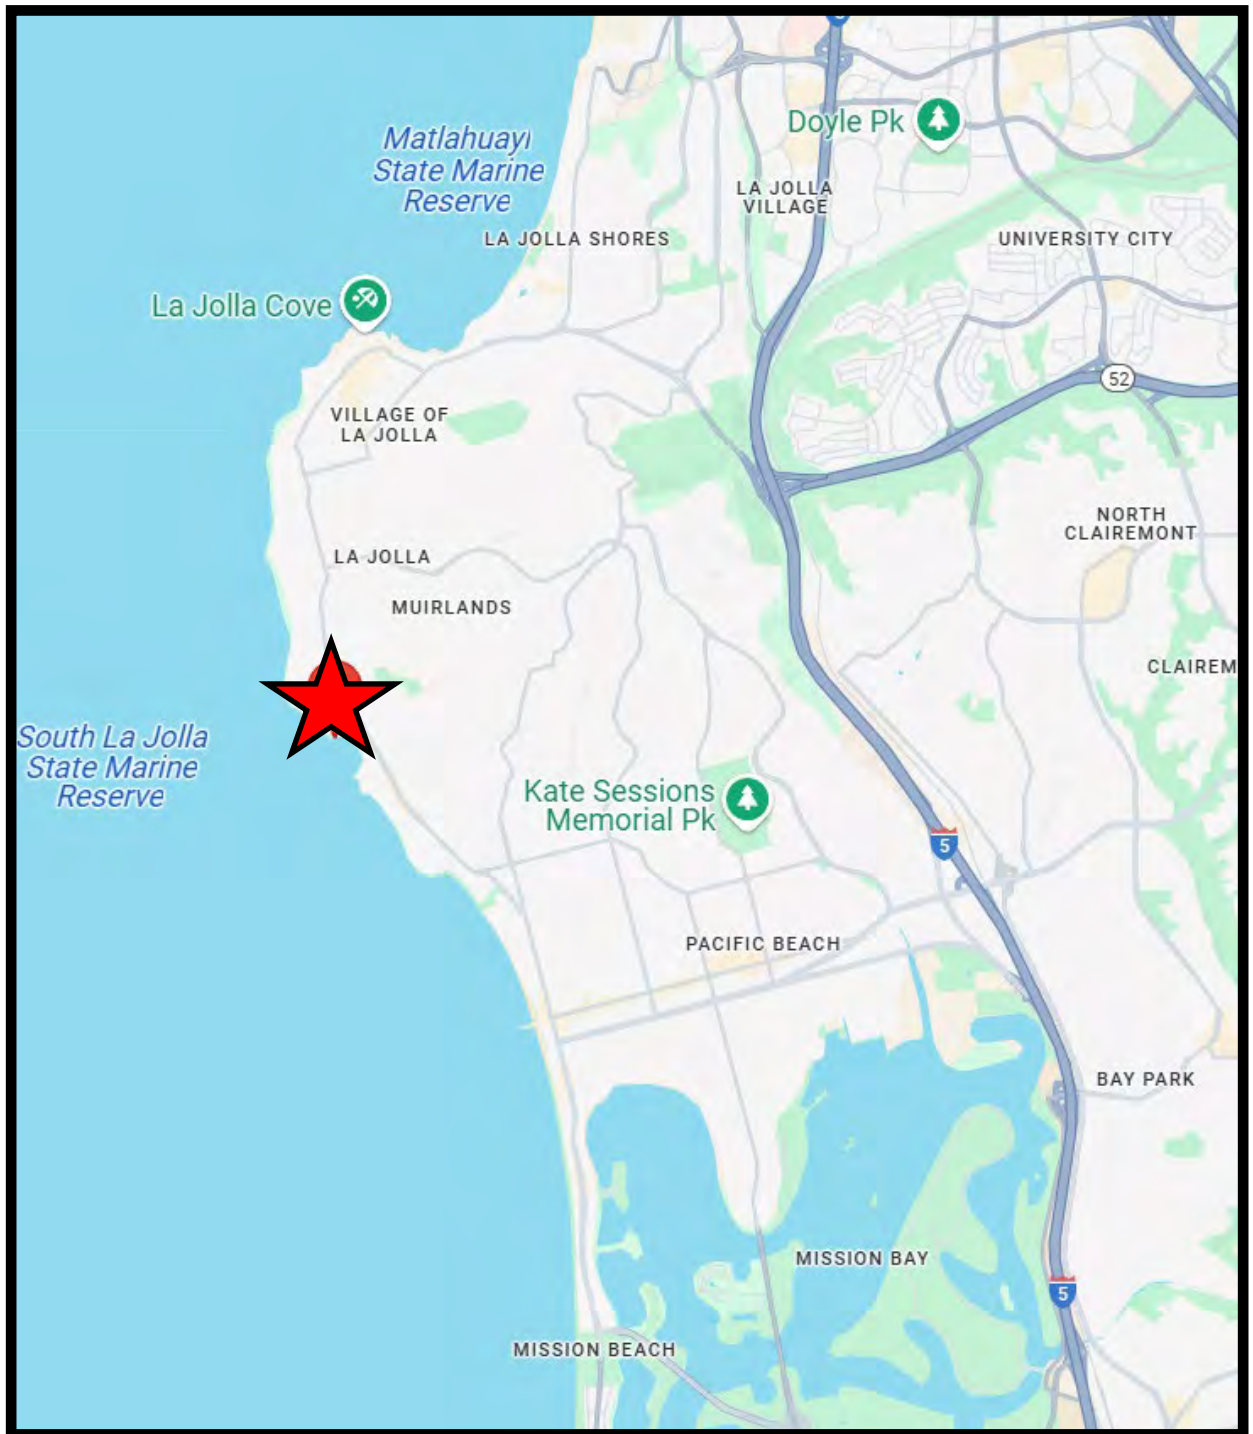 Matlahuayl
State Marine
Reserve
Doyle Pk
LA JOLLA
VILLAGE
LA JOLLA SHORES
UNIVERSITY CITY
La Jolla Cove
52
VILLAGE OF
LA JOLLA
NORTH
CLAIREMONT
LA JOLLA
MUIRLANDS
CLAIREM
South La Jolla
State Marine
Reserve
Kate Sessions
Memorial Pk
5
PACIFIC BEACH
BAY PARK
MISSION BAY
5
MISSION BEACH